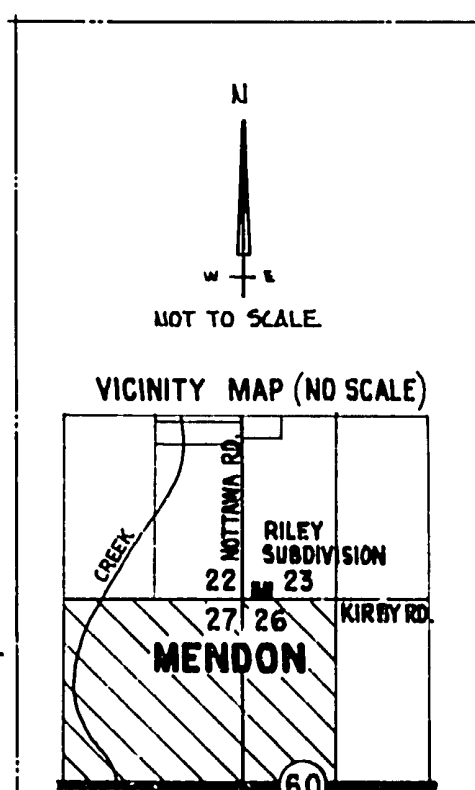 N
W E
NOT TO SCALE
VICINITY MAP (NO SCALE)
NOTTAWA RD.
CREEK
RILEY
SUBDIVISION
22 23
27 26
KIRBY RD.
MENDON
60